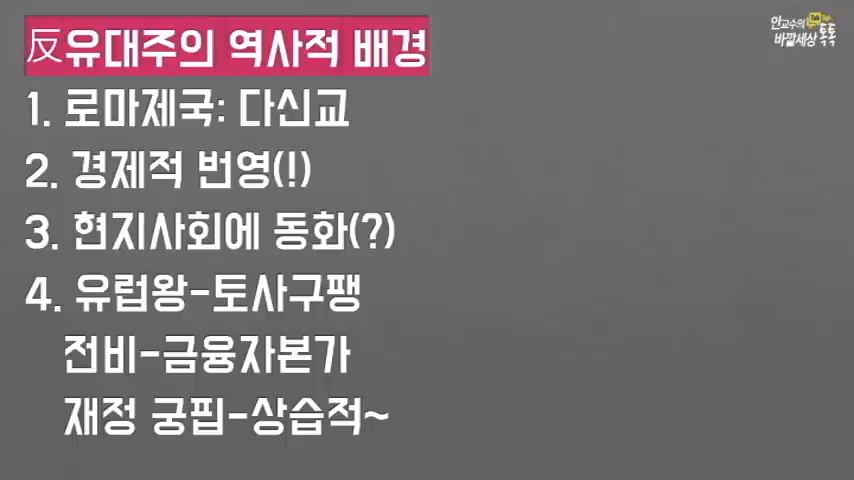 反유대주의 역사적 배경
1. 로마제국: 다신교
2. 경제적 번영(!)
3. 현지사회에 동화(?)
4. 유럽왕-토사구팽
전비-금융자본가
재정 궁핍-상습적~
안교수의
바깥세상 톡톡